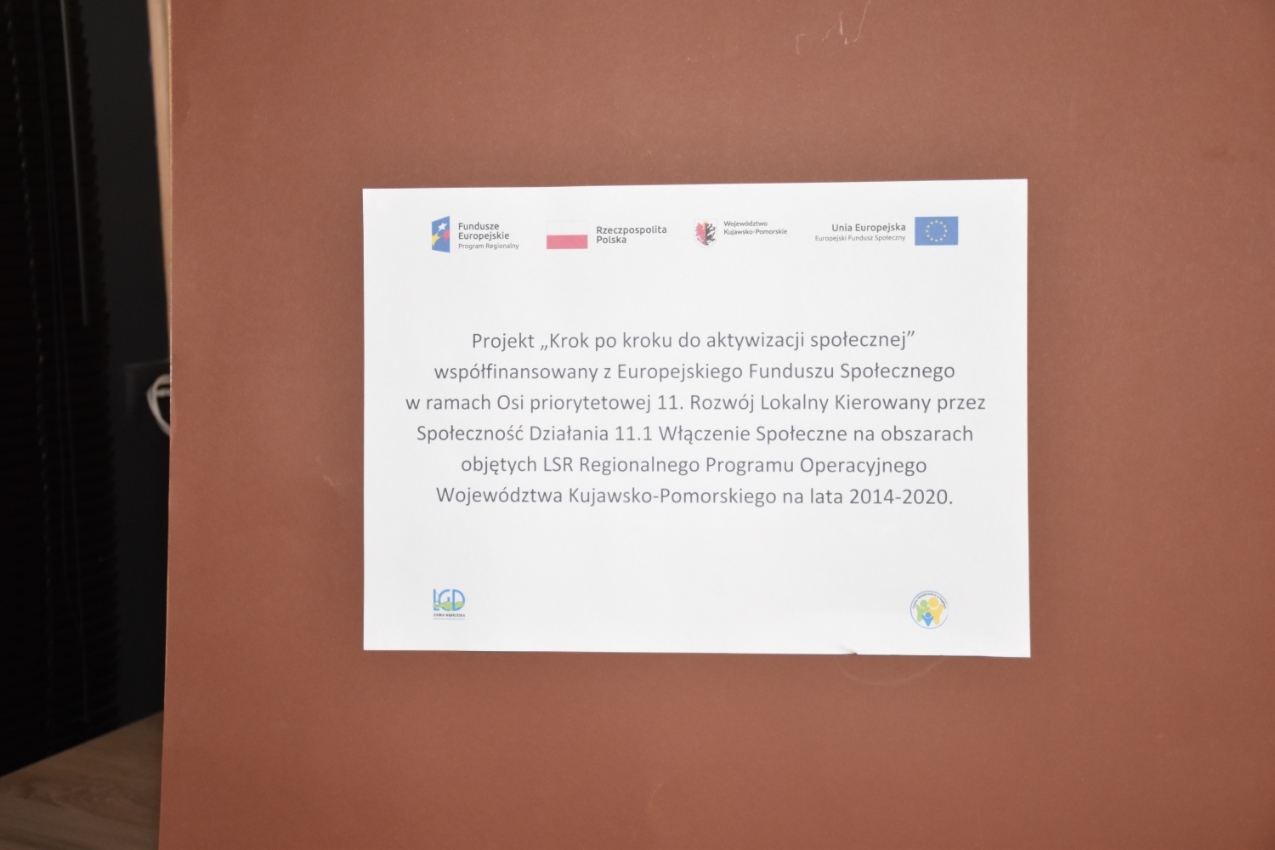 Fundusze
Europejskie
Program Regionalny
Rzeczpospolita
Polska
Województwo
Kujawsko-Pomorskie
Unia Europejska
Europejski Fundusz Społeczny
Projekt „Krok po kroku do aktywizacji społecznej”
współfinansowany z Europejskiego Funduszu Społecznego
w ramach Osi priorytetowej 11. Rozwój Lokalny Kierowany przez
Społeczność Działania 11.1 Włączenie Społeczne na obszarach
objętych LSR Regionalnego Programu Operacyjnego
Województwa Kujawsko-Pomorskiego na lata 2014-2020.
LGD